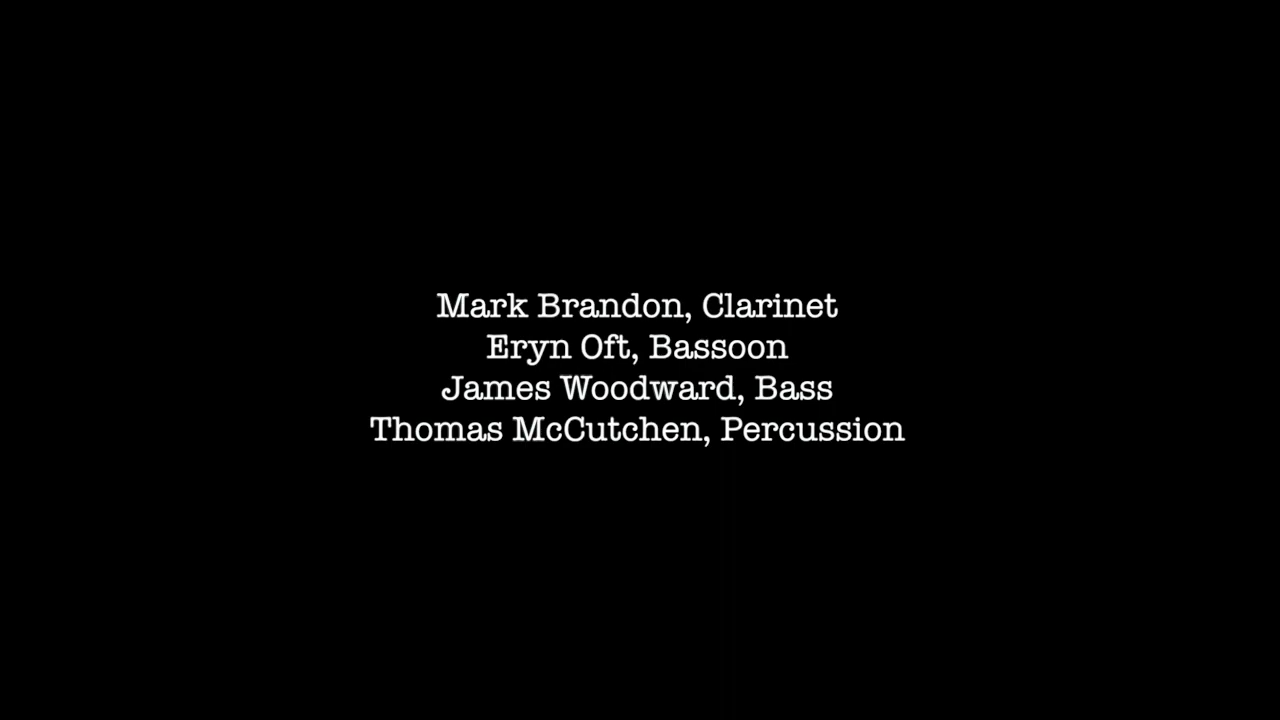 Mark Brandon, Clarinet
Eryn Oft, Bassoon
James Woodward, Bass
Thomas McCutchen, Percussion